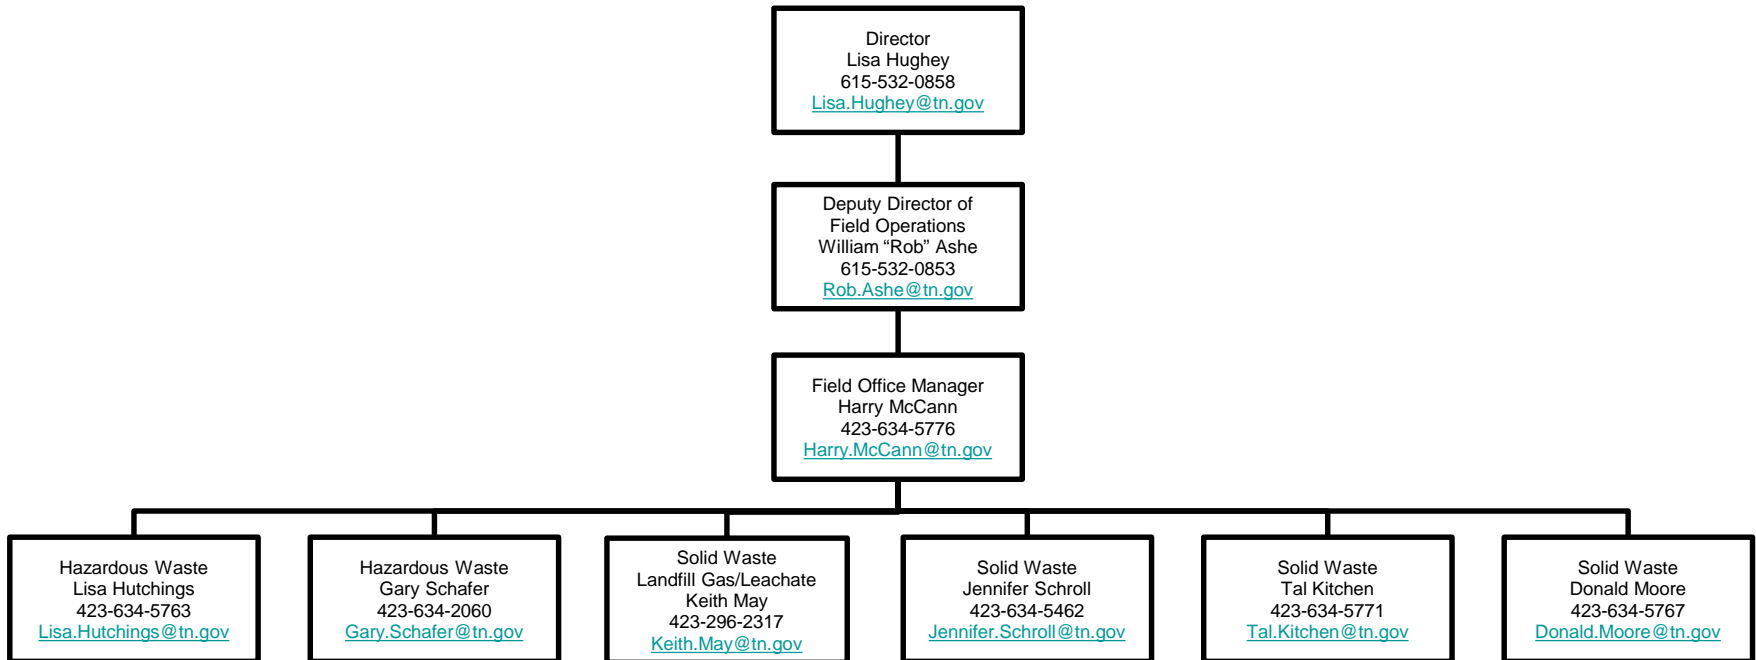 Director
Lisa Hughey
615-532-0858
Lisa.Hughey@tn.gov
Deputy Director of
Field Operations
William “Rob” Ashe
615-532-0853
Rob.Ashe@tn.gov
Field Office Manager
Harry McCann
423-634-5776
Harry.McCann@tn.gov
Hazardous Waste
Lisa Hutchings
423-634-5763
Lisa.Hutchings@tn.gov
Hazardous Waste
Gary Schafer
423-634-2060
Gary.Schafer@tn.gov
Solid Waste
Landfill Gas/Leachate
Keith May
423-296-2317
Keith.May@tn.gov
Solid Waste
Jennifer Schroll
423-634-5462
Jennifer.Schroll@tn.gov
Solid Waste
Tal Kitchen
423-634-5771
Tal.Kitchen@tn.gov
Solid Waste
Donald Moore
423-634-5767
Donald.Moore@tn.gov